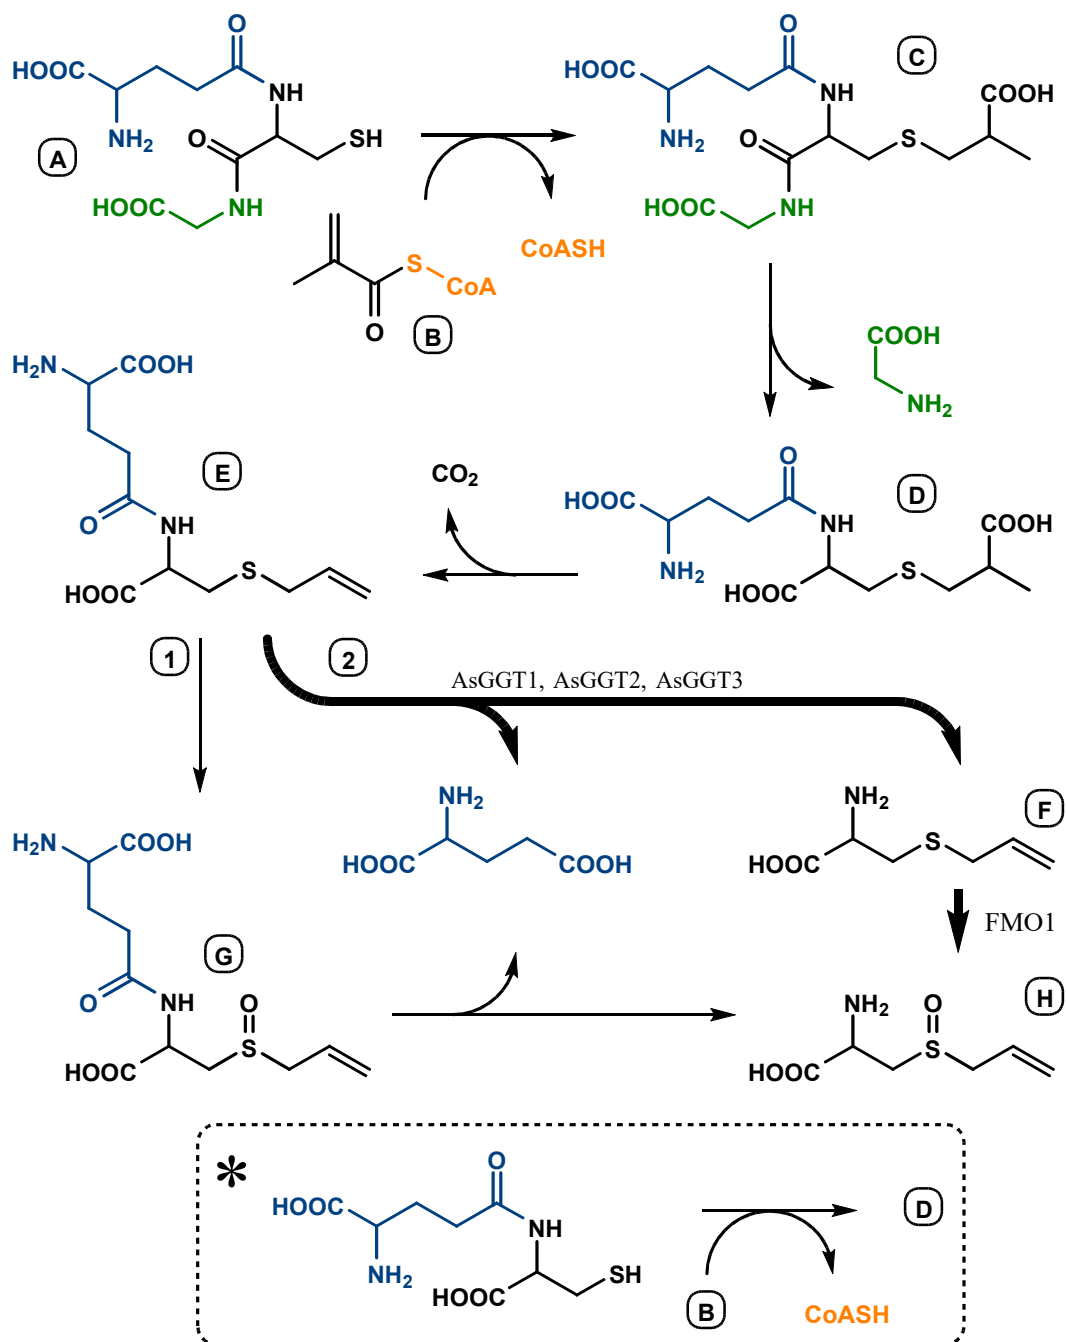 O
HOOC
NH
NH₂
A
O
SH
HOOC
NH
O
HOOC
C
NH
COOH
NH₂
O
S
HOOC
NH
CoASH
S
CoA
O
B
COOH
NH₂
H₂N
COOH
E
CO₂
O
NH
S
HOOC
O
HOOC
D
NH
COOH
NH₂
S
HOOC
1
2
AsGGT1, AsGGT2, AsGGT3
NH₂
HOOC
COOH
NH₂
F
S
HOOC
FMO1
H₂N
COOH
G
O
NH
O
S
HOOC
NH₂
O
H
S
HOOC
*
O
HOOC
NH
NH₂
SH
HOOC
D
B
CoASH